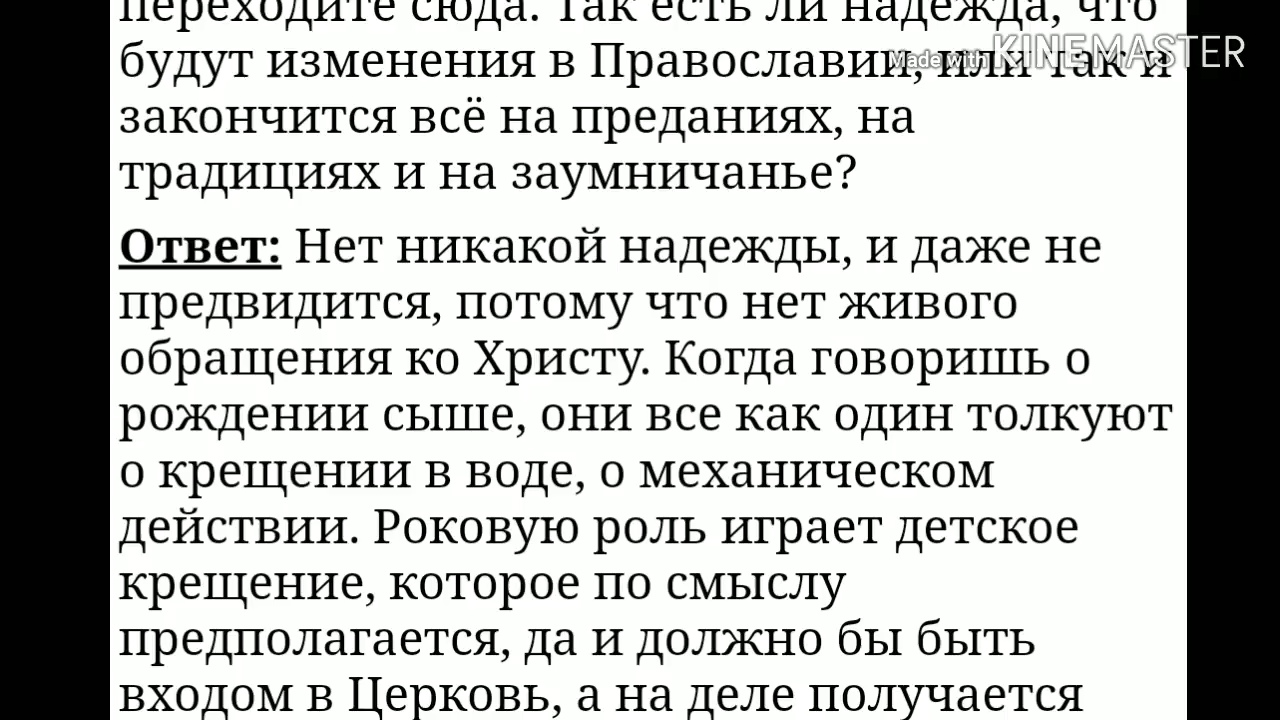 переходите сюда. Так есть ли надежда, что
будут изменения в Православии, или так и
Made with KINEMASTER
закончится всё на преданиях, на
традициях и на заумничанье?
Ответ: Нет никакой надежды, и даже не
предвидится, потому что нет живого
обращения ко Христу. Когда говоришь о
рождении сыше, они все как один толкуют
о крещении в воде, о механическом
действии. Роковую роль играет детское
крещение, которое по смыслу
предполагается, да и должно бы быть
входом в Церковь, а на деле получается